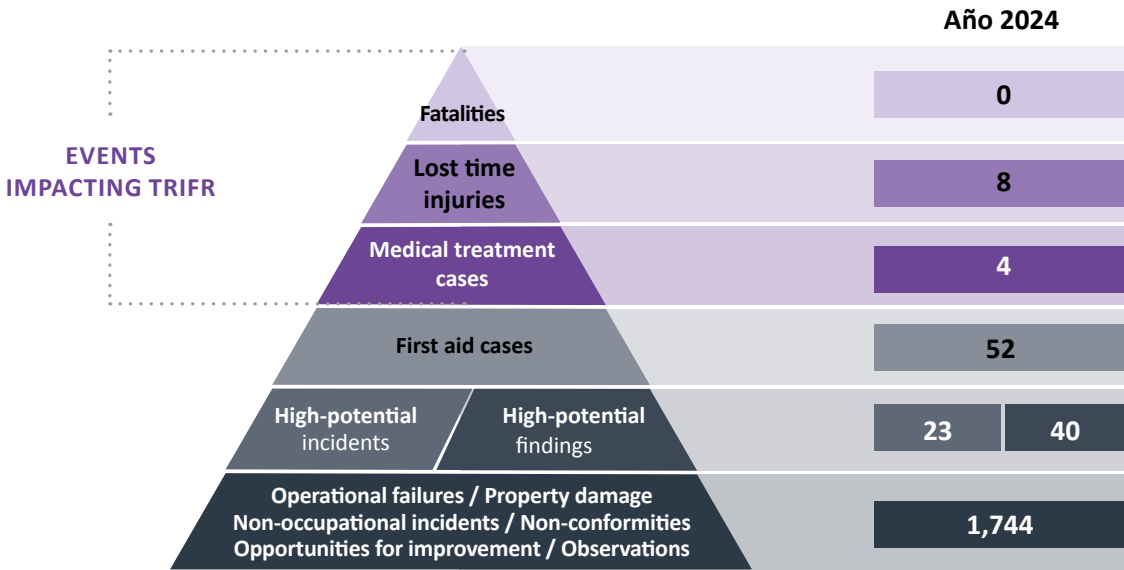 Año 2024
Fatalities
0
EVENTS
IMPACTING TRIFR
Lost time
injuries
8
Medical treatment
cases
4
First aid cases
52
High-potential
incidents
High-potential
findings
23
40
Operational failures / Property damage
Non-occupational incidents / Non-conformities
Opportunities for improvement / Observations
1,744